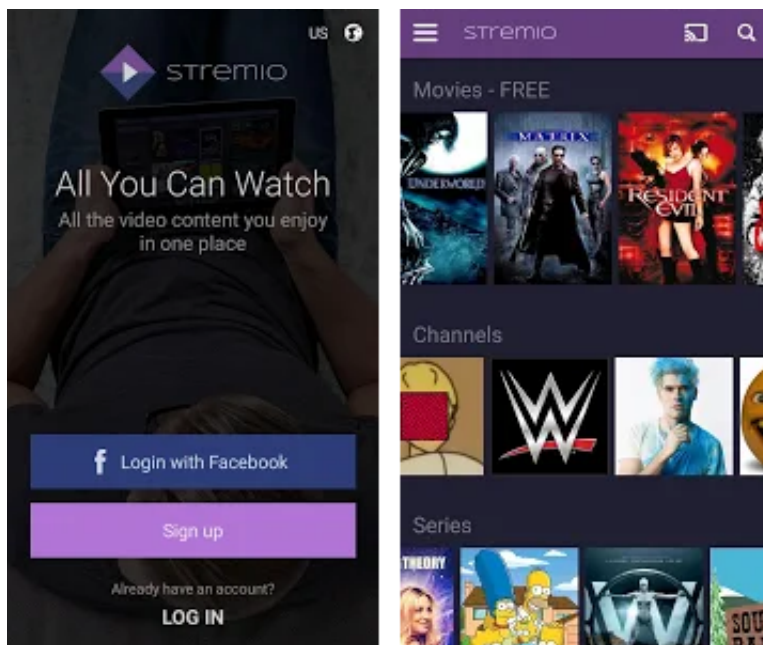 US
STREMIO
All You Can Watch
All the video content you enjoy
in one place
f Login with Facebook
Sign up
Already have an account?
LOG IN
STREMIO
Movies - FREE
UNDERWORLD
MATRIX
RESIDENT
EVIL
Channels
W
Series
THEORY
W
SOU